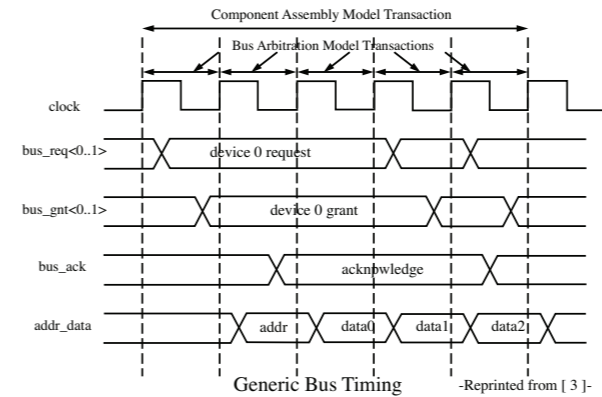 Component Assembly Model Transaction
Bus Arbitration Model Transactions
clock
bus_req<0..1>
device 0 request
bus_gnt<0..1>
device 0 grant
bus_ack
acknowledge
addr_data
addr
data0
data1
data2
Generic Bus Timing
-Reprinted from [ 3 ]-